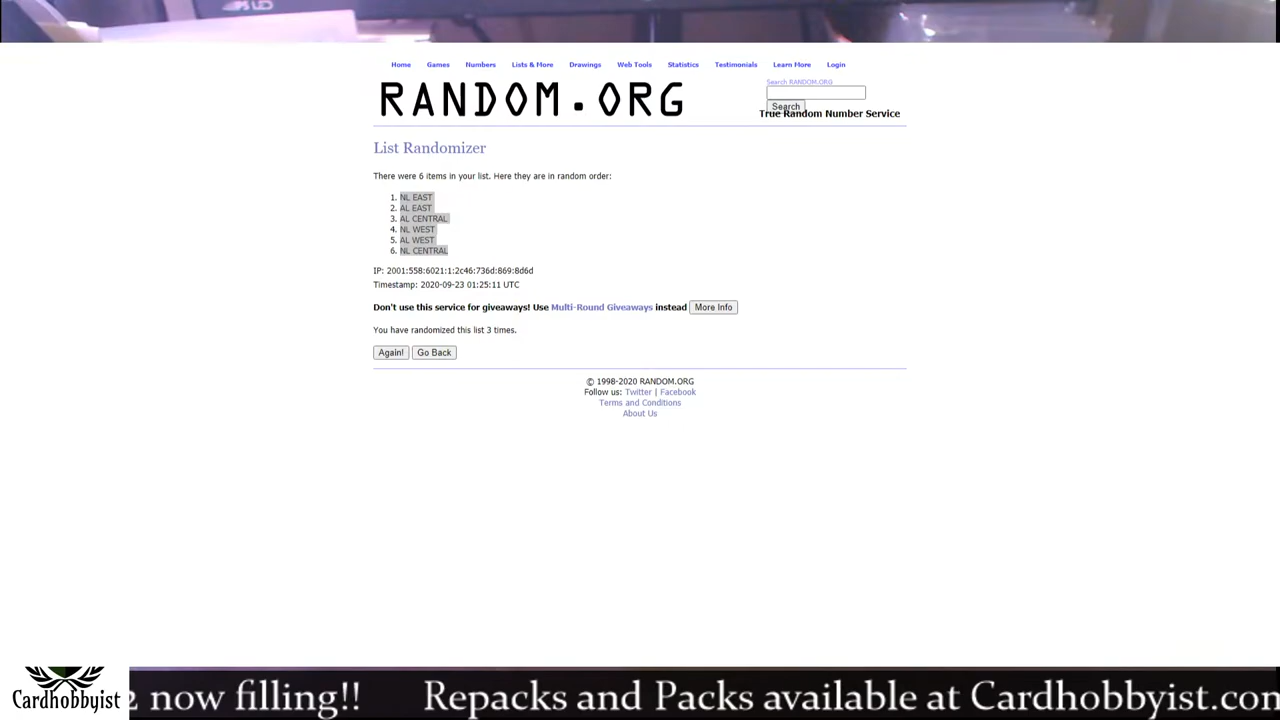 Home Games Numbers Lists & More Drawings Web Tools Statistics Testimonials Learn More Login
RANDOM.ORG
Search RANDOM.ORG
Search
True Random Number Service
List Randomizer
There were 6 items in your list. Here they are in random order:
1. NL EAST
2. AL EAST
3. AL CENTRAL
4. NL WEST
5. AL WEST
6. NL CENTRAL
IP: 2001:558:6021:1:2c46:736d:869:8d6d
Timestamp: 2020-09-23 01:25:11 UTC
Don't use this service for giveaways! Use Multi-Round Giveaways instead More Info
You have randomized this list 3 times.
Again! Go Back
© 1998-2020 RANDOM.ORG
Follow us: Twitter | Facebook
Terms and Conditions
About Us
Cardhobbyist
2 now filling!! Repacks and Packs available at Cardhobbyist.com